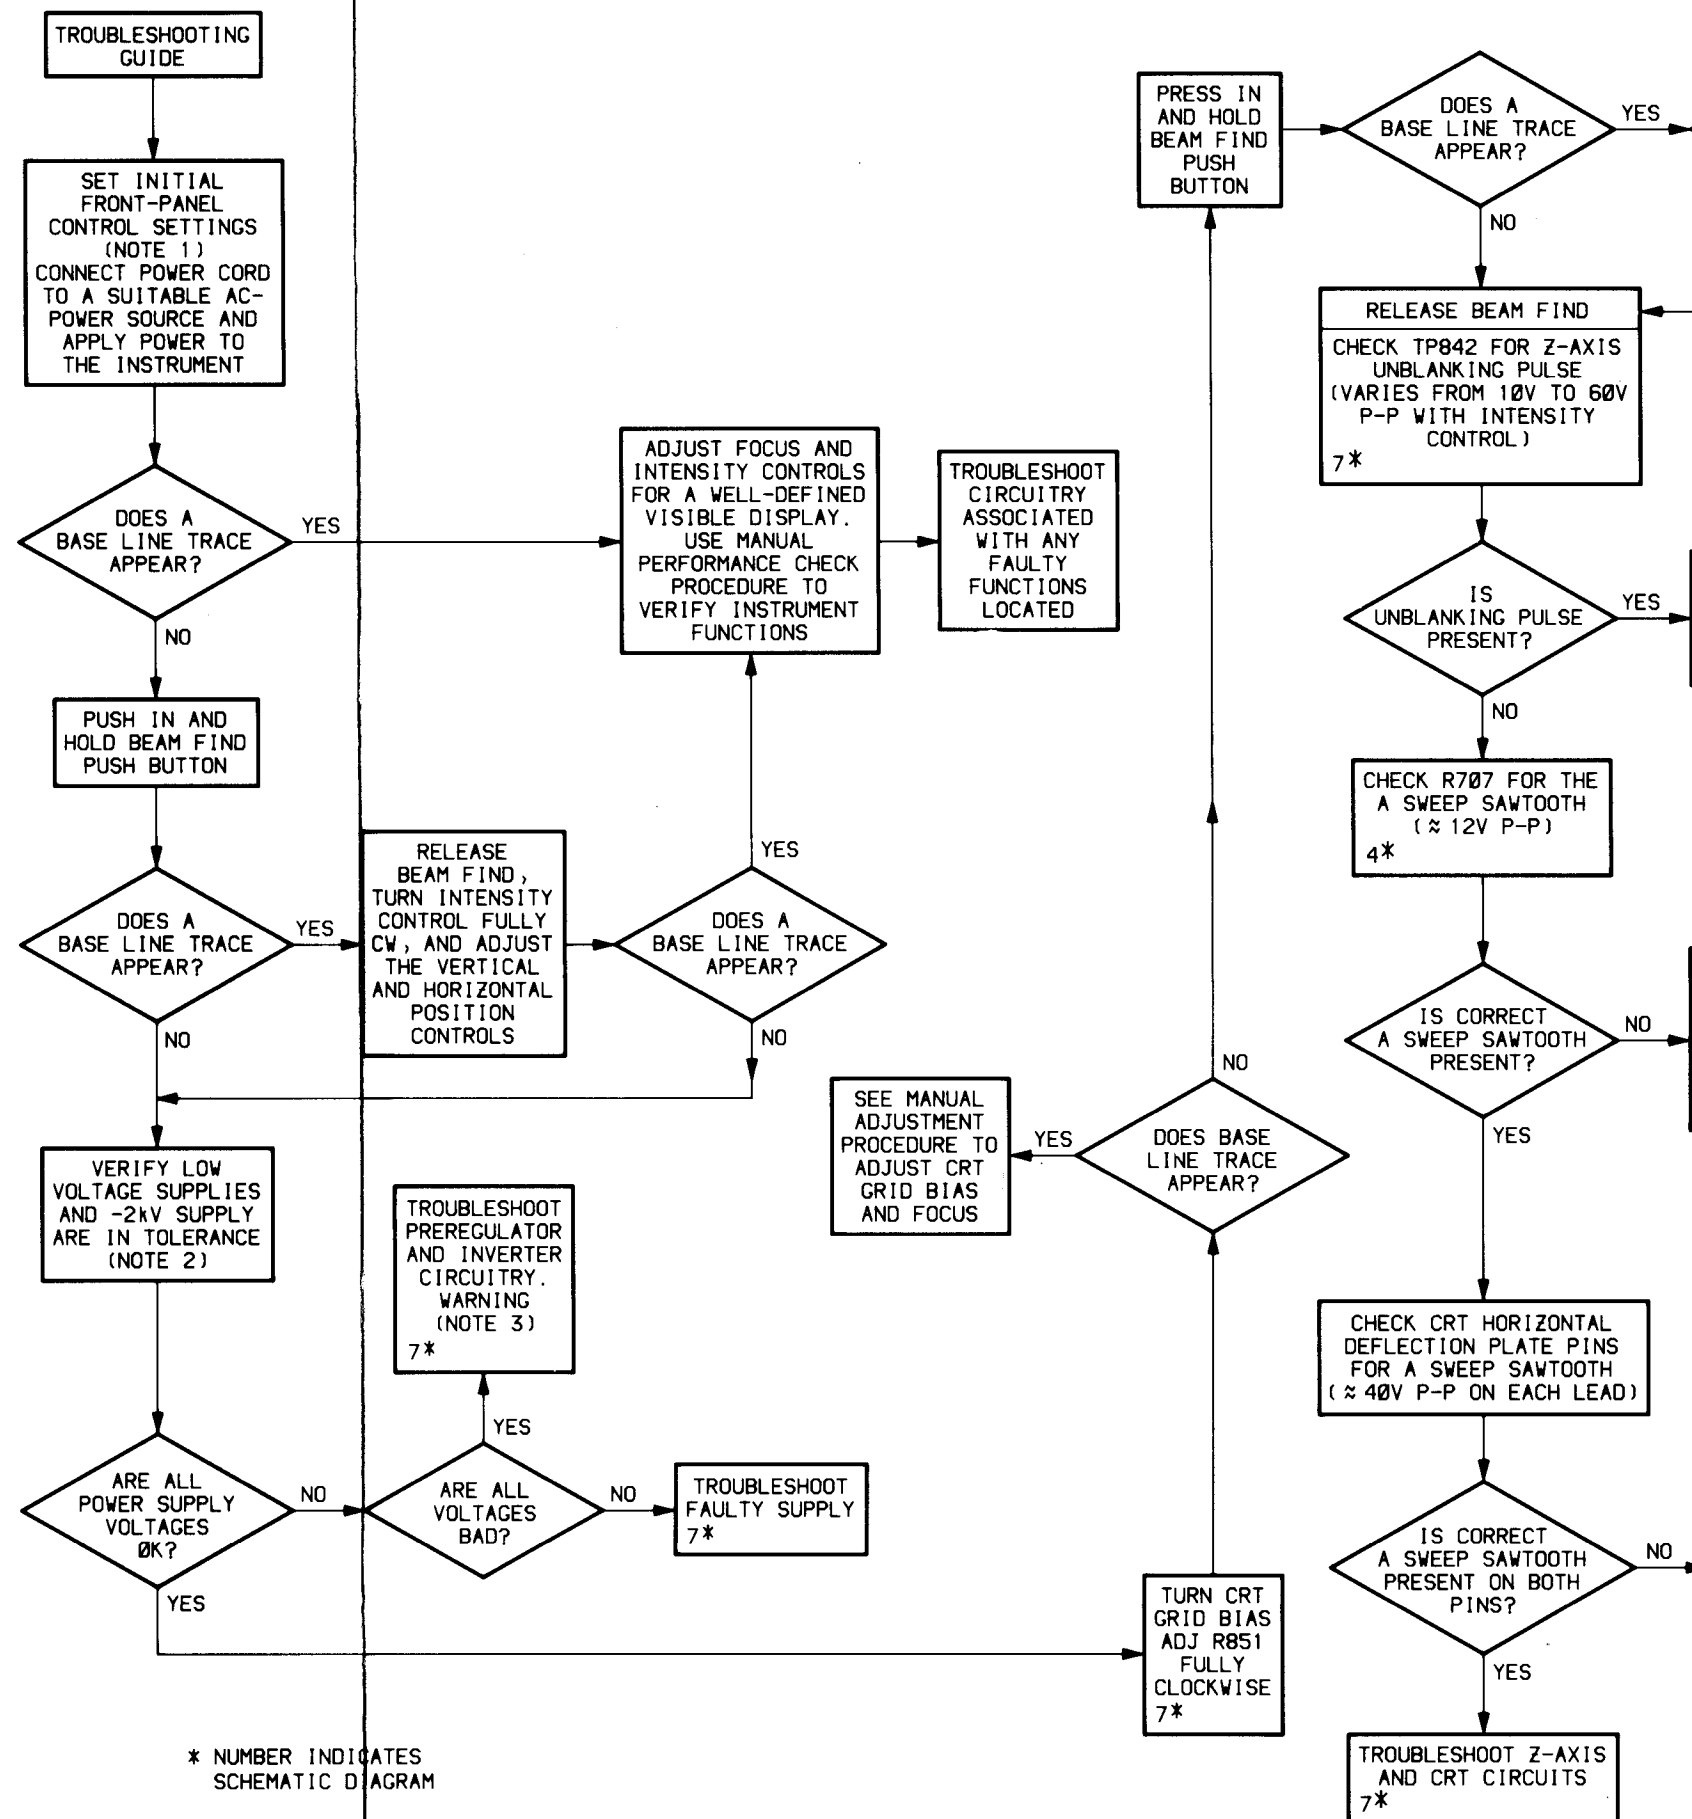 TROUBLESHOOTING
GUIDE
SET INITIAL
FRONT-PANEL
CONTROL SETTINGS
(NOTE 1)
CONNECT POWER CORD
TO A SUITABLE AC-
POWER SOURCE AND
APPLY POWER TO
THE INSTRUMENT
DOES A
BASE LINE TRACE
APPEAR?
YES
NO
PUSH IN AND
HOLD BEAM FIND
PUSH BUTTON
DOES A
BASE LINE TRACE
APPEAR?
YES
NO
VERIFY LOW
VOLTAGE SUPPLIES
AND -2kV SUPPLY
ARE IN TOLERANCE
(NOTE 2)
ARE ALL
POWER SUPPLY
VOLTAGES
ØK?
NO
YES
RELEASE
BEAM FIND,
TURN INTENSITY
CONTROL FULLY
CW, AND ADJUST
THE VERTICAL
AND HORIZONTAL
POSITION
CONTROLS
DOES A
BASE LINE TRACE
APPEAR?
YES
NO
ADJUST FOCUS AND
INTENSITY CONTROLS
FOR A WELL-DEFINED
VISIBLE DISPLAY.
USE MANUAL
PERFORMANCE CHECK
PROCEDURE TO
VERIFY INSTRUMENT
FUNCTIONS
TROUBLESHOOT
CIRCUITRY
ASSOCIATED
WITH ANY
FAULTY
FUNCTIONS
LOCATED
TROUBLESHOOT
PREREGULATOR
AND INVERTER
CIRCUITRY.
WARNING
(NOTE 3)
7*
YES
ARE ALL
VOLTAGES
BAD?
NO
TROUBLESHOOT
FAULTY SUPPLY
7*
TURN CRT
GRID BIAS
ADJ R851
FULLY
CLOCKWISE
7*
DOES BASE
LINE TRACE
APPEAR?
YES
NO
SEE MANUAL
ADJUSTMENT
PROCEDURE TO
ADJUST CRT
GRID BIAS
AND FOCUS
PRESS IN
AND HOLD
BEAM FIND
PUSH
BUTTON
DOES A
BASE LINE TRACE
APPEAR?
YES
NO
RELEASE BEAM FIND
CHECK TP842 FOR Z-AXIS
UNBLANKING PULSE
(VARIES FROM 1ØV TO 6ØV
P-P WITH INTENSITY
CONTROL)
7*
IS
UNBLANKING PULSE
PRESENT?
YES
NO
CHECK R7Ø7 FOR THE
A SWEEP SAWTOOTH
(≈12V P-P)
4*
IS CORRECT
A SWEEP SAWTOOTH
PRESENT?
NO
YES
CHECK CRT HORIZONTAL
DEFLECTION PLATE PINS
FOR A SWEEP SAWTOOTH
(≈4ØV P-P ON EACH LEAD)
IS CORRECT
A SWEEP SAWTOOTH
PRESENT ON BOTH
PINS?
NO
YES
TROUBLESHOOT Z-AXIS
AND CRT CIRCUITS
7*
* NUMBER INDICATES
SCHEMATIC DIAGRAM